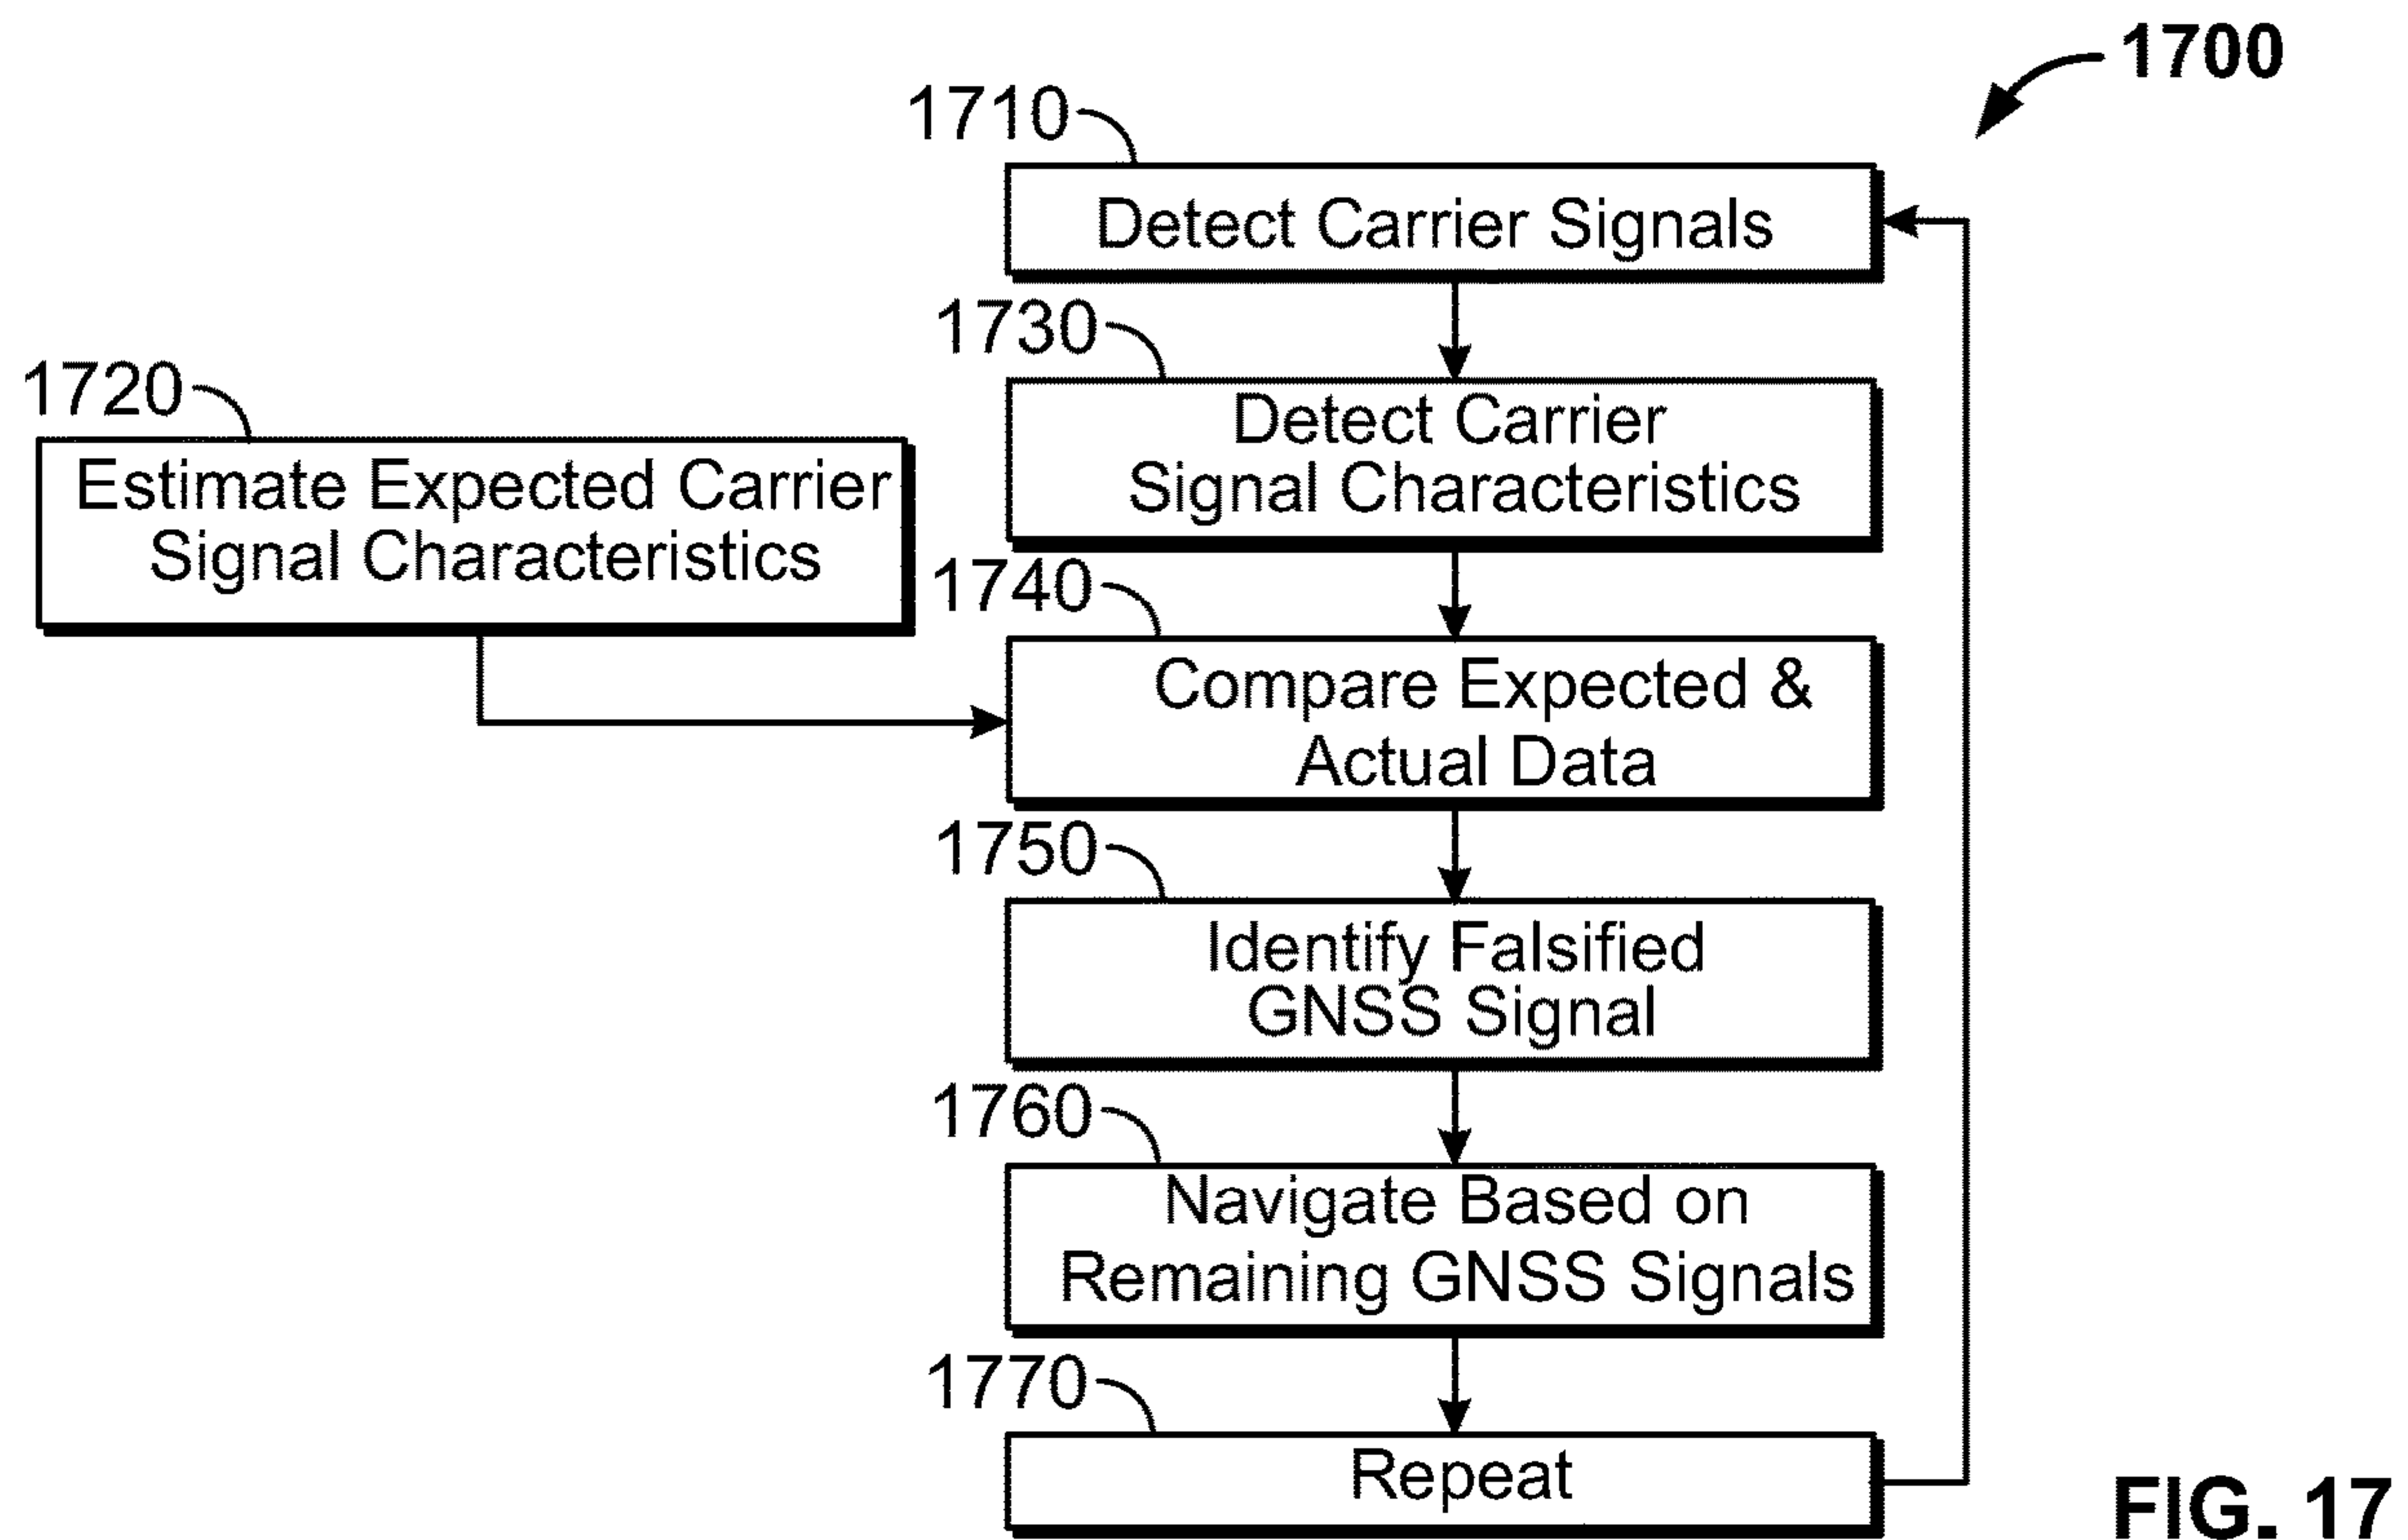 1700
1710
Detect Carrier Signals
1730
Detect Carrier
Signal Characteristics
1720
Estimate Expected Carrier
Signal Characteristics
1740
Compare Expected &
Actual Data
1750
Identify Falsified
GNSS Signal
1760
Navigate Based on
Remaining GNSS Signals
1770
Repeat
FIG. 17